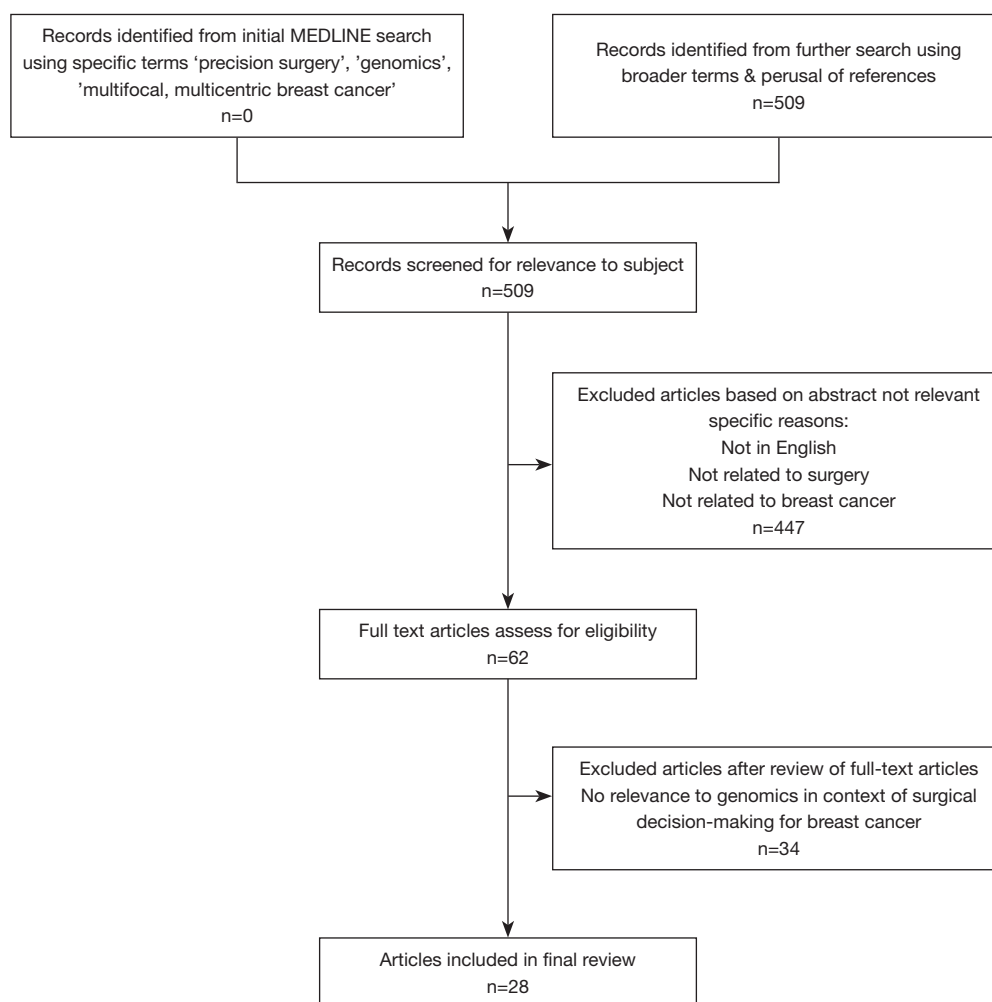 Records identified from initial MEDLINE search
using specific terms ‘precision surgery’, ’genomics’,
’multifocal, multicentric breast cancer’
n=0
Records identified from further search using
broader terms & perusal of references
n=509
Records screened for relevance to subject
n=509
Excluded articles based on abstract not relevant
specific reasons:
Not in English
Not related to surgery
Not related to breast cancer
n=447
Full text articles assess for eligibility
n=62
Excluded articles after review of full-text articles
No relevance to genomics in context of surgical
decision-making for breast cancer
n=34
Articles included in final review
n=28